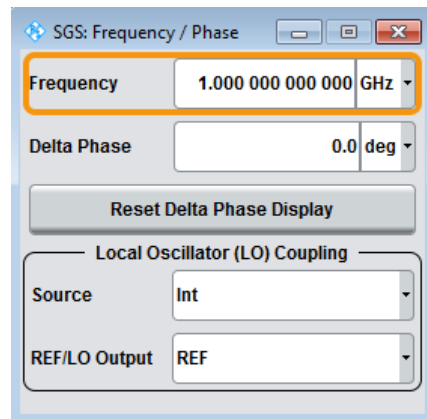 SGS: Frequency / Phase
Frequency 1.000 000 000 000 GHz
Delta Phase 0.0 deg
Reset Delta Phase Display
Local Oscillator (LO) Coupling
Source Int
REF/LO Output REF